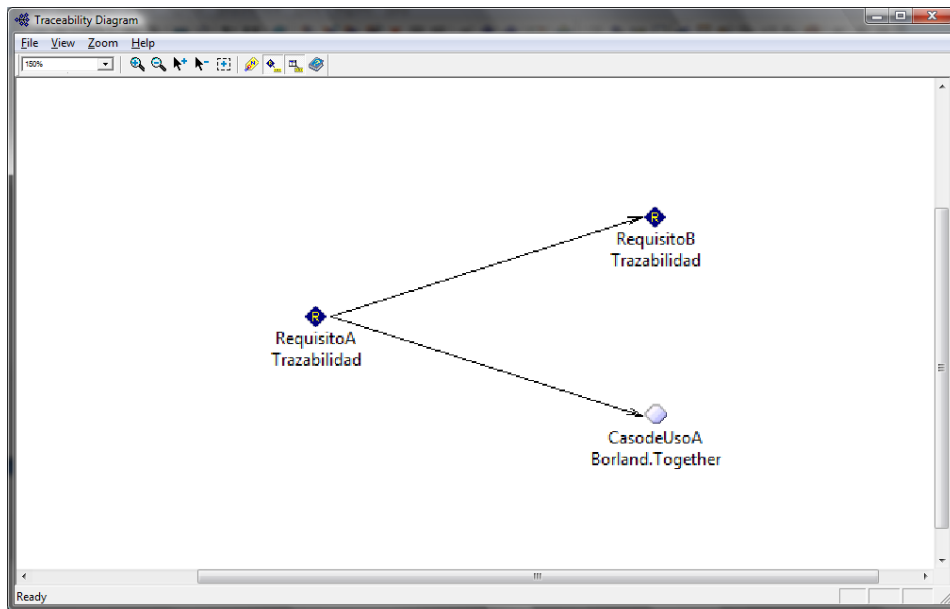 Traceability Diagram
File View Zoom Help
150%
R
RequisitoB
Trazabilidad
R
RequisitoA
Trazabilidad
CasodeUsoA
Borland.Together
Ready